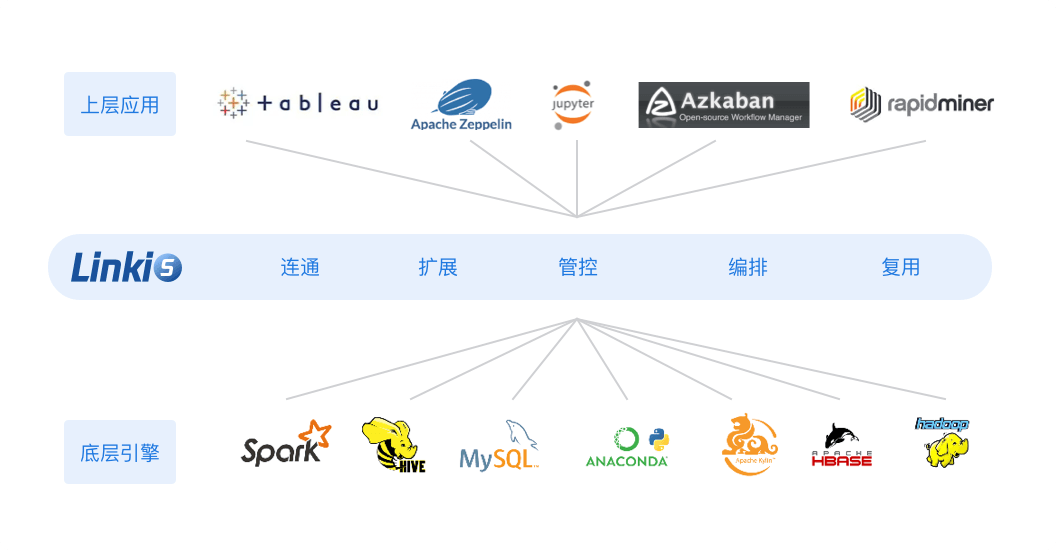 上层应用
+ableau
Apache Zeppelin
jupyter
Azkaban
Open-source Workflow Manager
rapidminer
Linkis
连通
扩展
管控
编排
复用
底层引擎
Spark
HIVE
MySQL
ANACONDA
Apache Kylin
APACHE
HBASE
hadoop